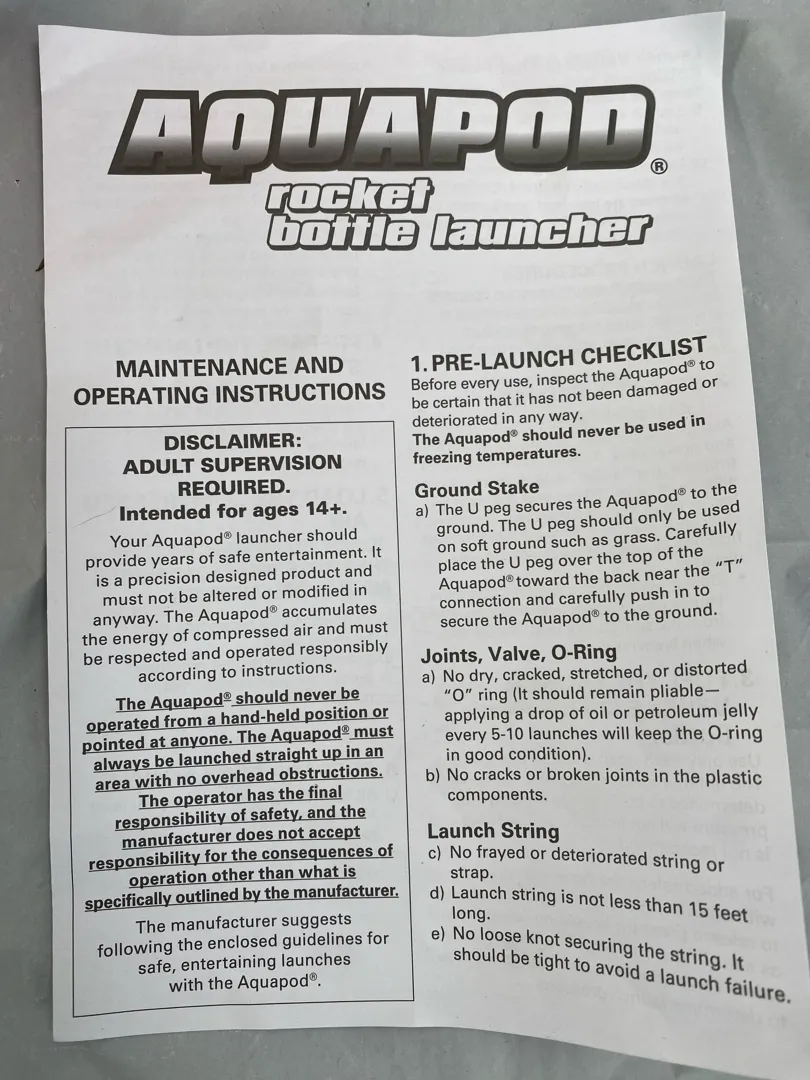 AQUAPOD®
rocket
bottle launcher
MAINTENANCE AND
OPERATING INSTRUCTIONS
DISCLAIMER:
ADULT SUPERVISION
REQUIRED.
Intended for ages 14+.
Your Aquapod® launcher should
provide years of safe entertainment. It
is a precision designed product and
must not be altered or modified in
anyway. The Aquapod® accumulates
the energy of compressed air and must
be respected and operated responsibly
according to instructions.
The Aquapod® should never be
operated from a hand-held position or
pointed at anyone. The Aquapod® must
always be launched straight up in an
area with no overhead obstructions.
The operator has the final
responsibility of safety, and the
manufacturer does not accept
responsibility for the consequences of
operation other than what is
specifically outlined by the manufacturer.
The manufacturer suggests
following the enclosed guidelines for
safe, entertaining launches
with the Aquapod®.
1. PRE-LAUNCH CHECKLIST
Before every use, inspect the Aquapod® to
be certain that it has not been damaged or
deteriorated in any way.
The Aquapod® should never be used in
freezing temperatures.
Ground Stake
a) The U peg secures the Aquapod® to the
ground. The U peg should only be used
on soft ground such as grass. Carefully
place the U peg over the top of the
Aquapod® toward the back near the “T”
connection and carefully push in to
secure the Aquapod® to the ground.
Joints, Valve, O-Ring
a) No dry, cracked, stretched, or distorted
“O” ring (It should remain pliable—
applying a drop of oil or petroleum jelly
every 5-10 launches will keep the O-ring
in good condition).
b) No cracks or broken joints in the plastic
components.
Launch String
c) No frayed or deteriorated string or
strap.
d) Launch string is not less than 15 feet
long.
e) No loose knot securing the string. It
should be tight to avoid a launch failure.